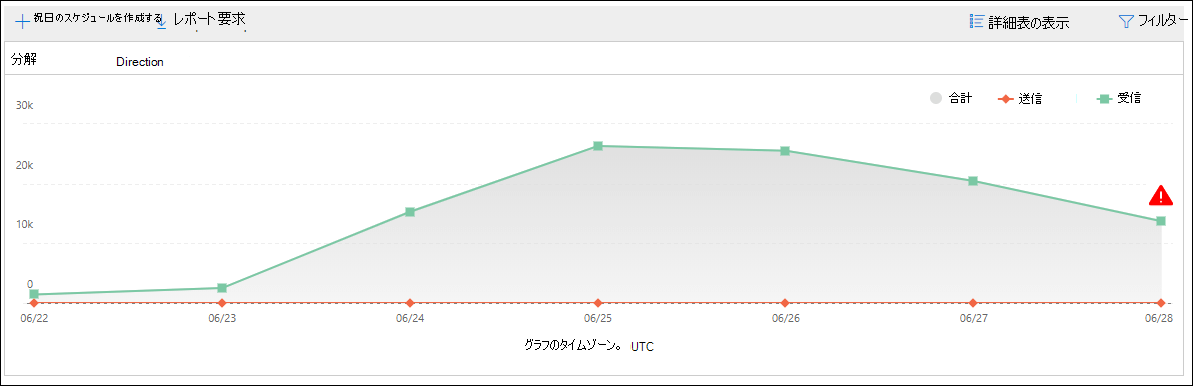 祝日のスケジュールを作成する レポート要求 詳細表の表示 フィルター
分解 Direction
合計 送信 受信
30k
20k
10k
0
06/22 06/23 06/24 06/25 06/26 06/27 06/28
グラフのタイムゾーン。 UTC